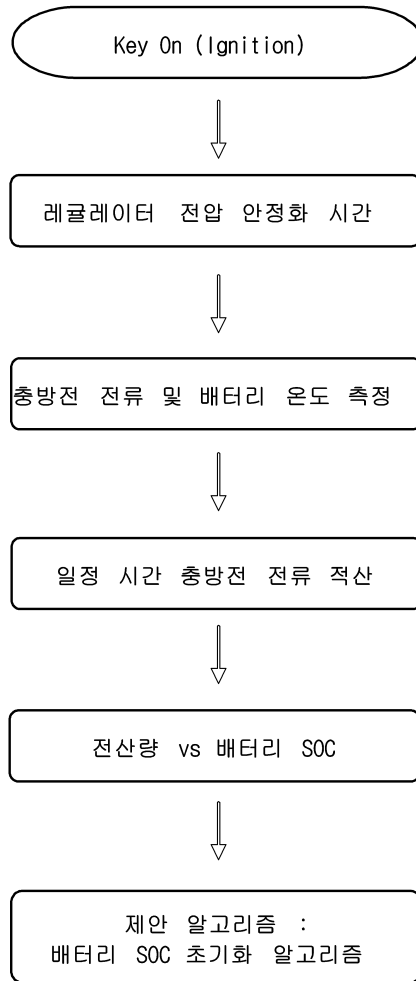 Key On (Ignition)
레귤레이터 전압 안정화 시간
충방전 전류 및 배터리 온도 측정
일정 시간 충방전 전류 적산
전산량 vs 배터리 SOC
제안 알고리즘 :
배터리 SOC 초기화 알고리즘